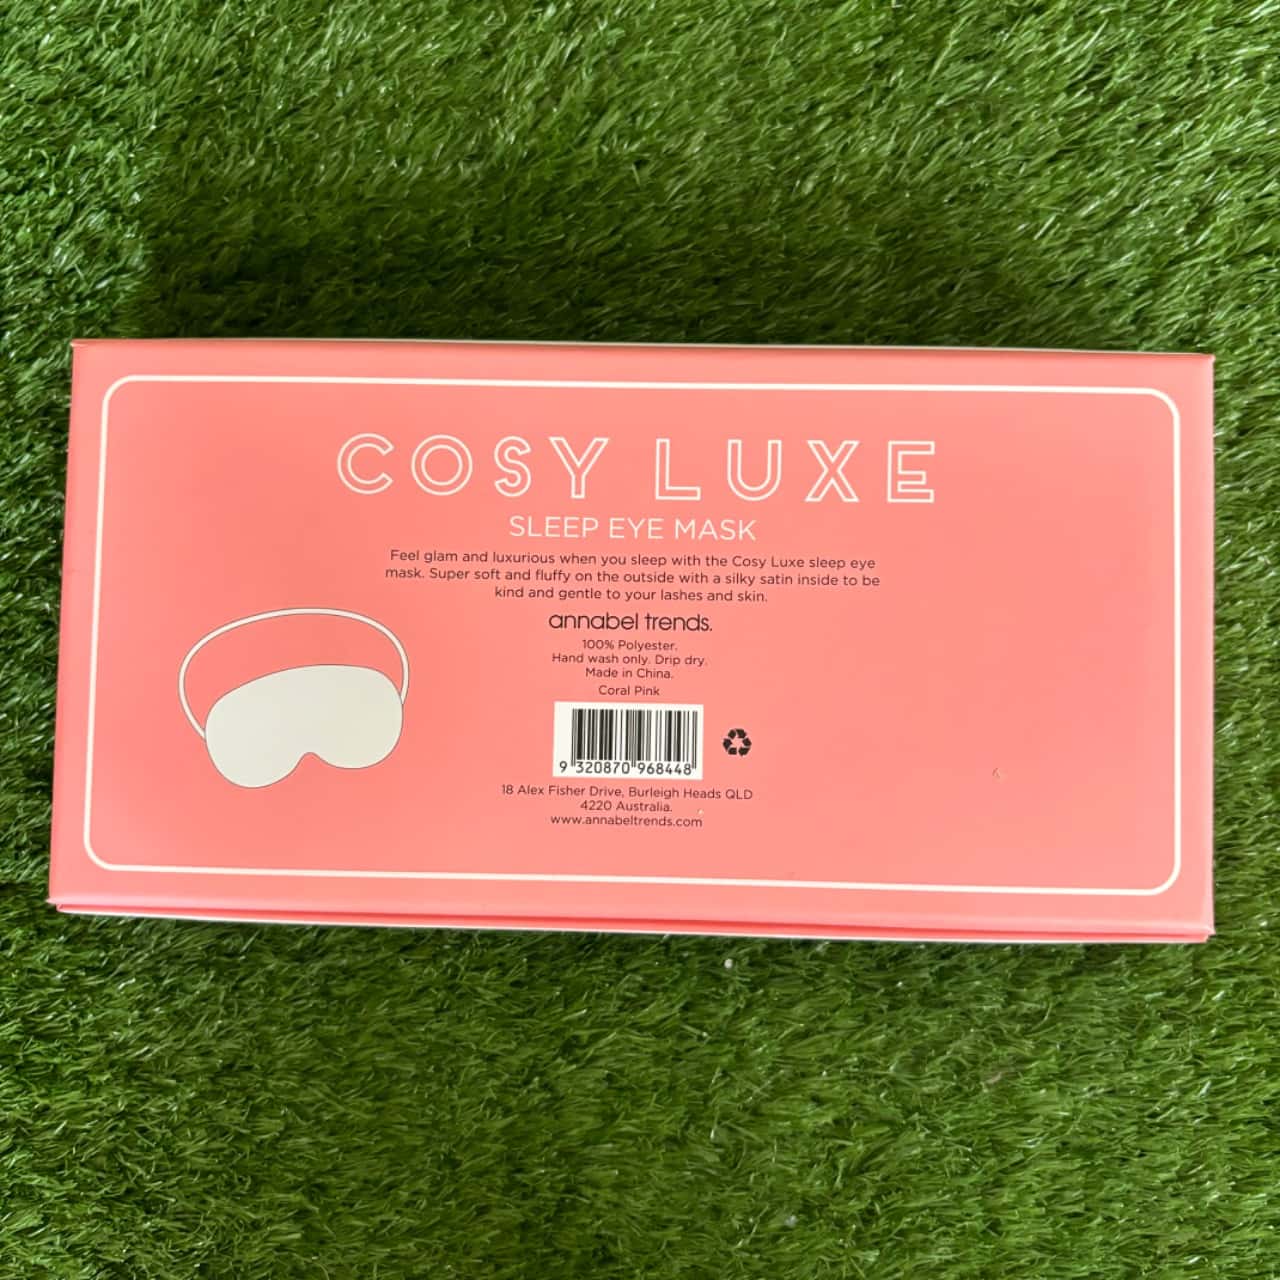 COSY LUXE
SLEEP EYE MASK
Feel glam and luxurious when you sleep with the Cosy Luxe sleep eye
mask. Super soft and fluffy on the outside with a silky satin inside to be
kind and gentle to your lashes and skin.
annabel trends.
100% Polyester.
Hand wash only. Drip dry.
Made in China.
Coral Pink
9 320870 968448
18 Alex Fisher Drive, Burleigh Heads QLD
4220 Australia.
www.annabeltrends.com